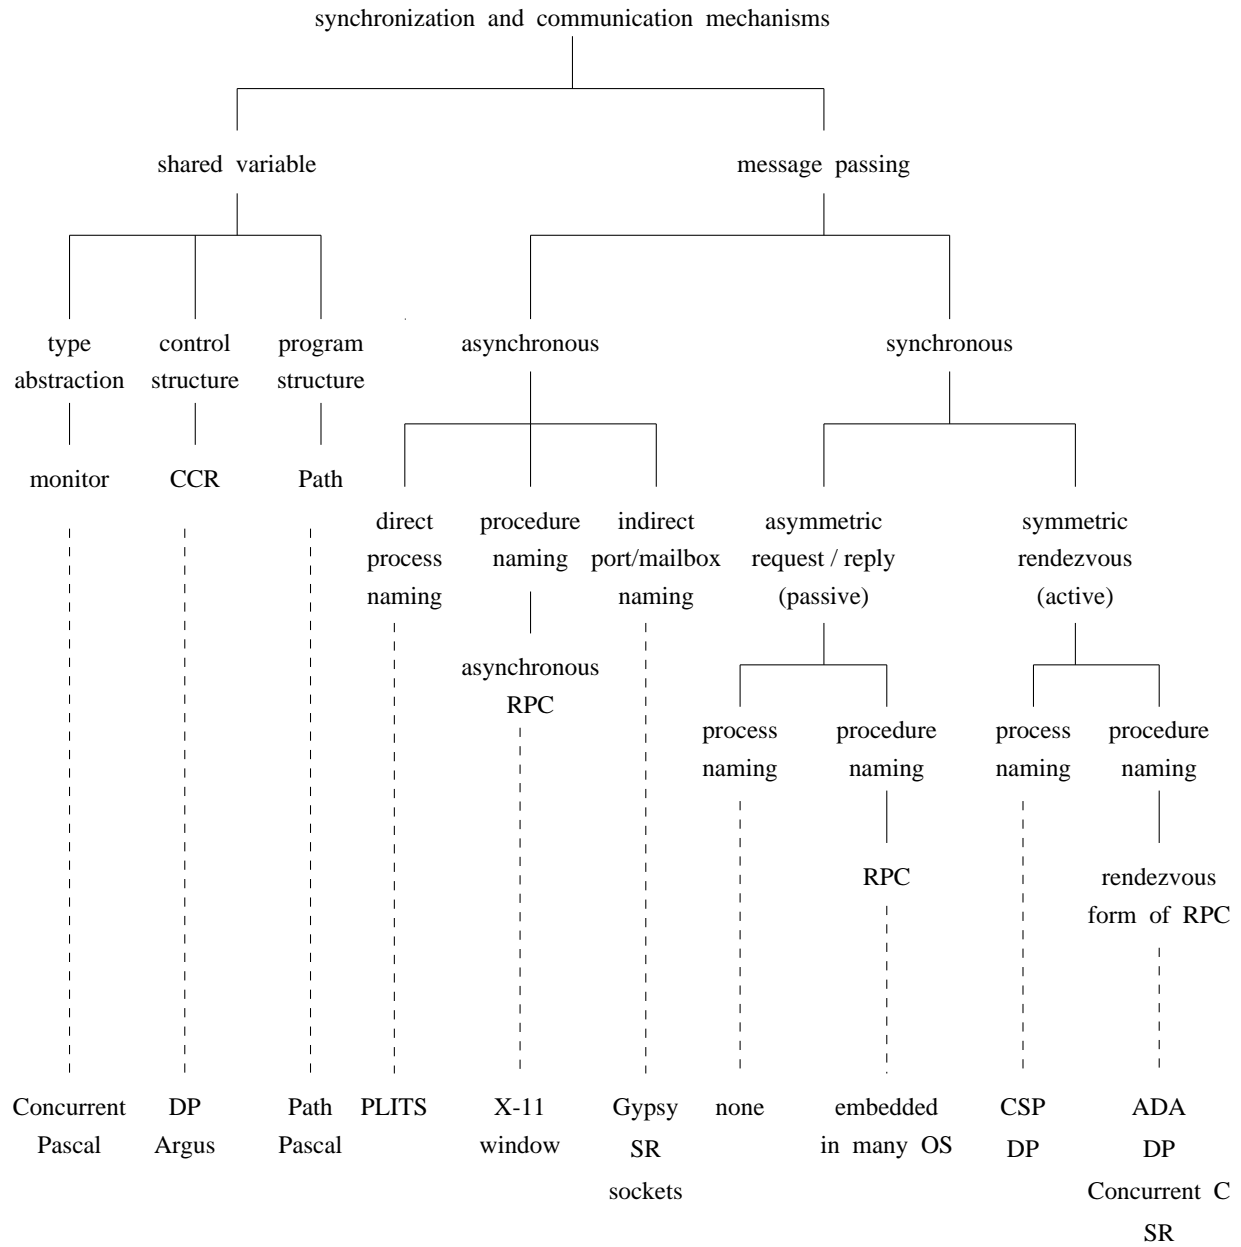 synchronization and communication mechanisms
shared variable
message passing
type
abstraction
control
structure
program
structure
asynchronous
synchronous
monitor
CCR
Path
direct
process
naming
procedure
naming
indirect
port/mailbox
naming
asymmetric
request / reply
(passive)
symmetric
rendezvous
(active)
asynchronous
RPC
process
naming
procedure
naming
process
naming
procedure
naming
RPC
rendezvous
form of RPC
Concurrent
Pascal
DP
Argus
Path
Pascal
PLITS
X-11
window
Gypsy
SR
sockets
none
embedded
in many OS
CSP
DP
ADA
DP
Concurrent C
SR